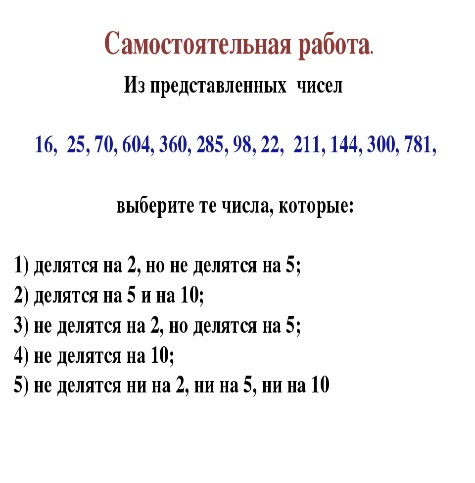 Самостоятельная работа.
Из представленных чисел
16, 25, 70, 604, 360, 285, 98, 22, 211, 144, 300, 781,
выберите те числа, которые:
1) делятся на 2, но не делятся на 5;
2) делятся на 5 и на 10;
3) не делятся на 2, но делятся на 5;
4) не делятся на 10;
5) не делятся ни на 2, ни на 5, ни на 10